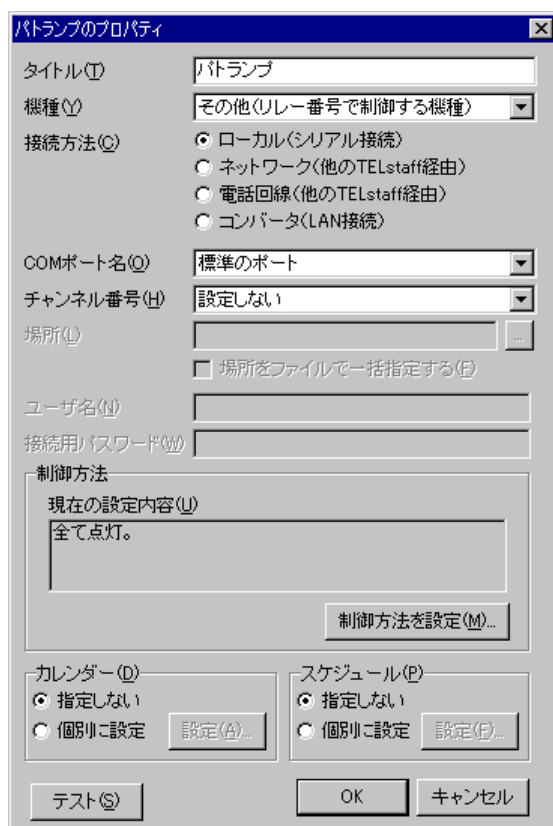 パトランプのプロパティ
タイトル(T) パトランプ
機種(Y) その他(リレー番号で制御する機種)
接続方法(C) ローカル(シリアル接続)
ネットワーク(他のTELstaff経由)
電話回線(他のTELstaff経由)
コンバータ(LAN接続)
COMポート名(O) 標準のポート
チャンネル番号(H) 設定しない
場所(L) ...
場所をファイルで一括指定する(F)
ユーザ名(N)
接続用パスワード(W)
制御方法
現在の設定内容(U)
全て点灯。
制御方法を設定(M)...
カレンダー(D) スケジュール(P)
指定しない 指定しない
個別に設定 設定(A)... 個別に設定 設定(F)...
テスト(S) OK キャンセル